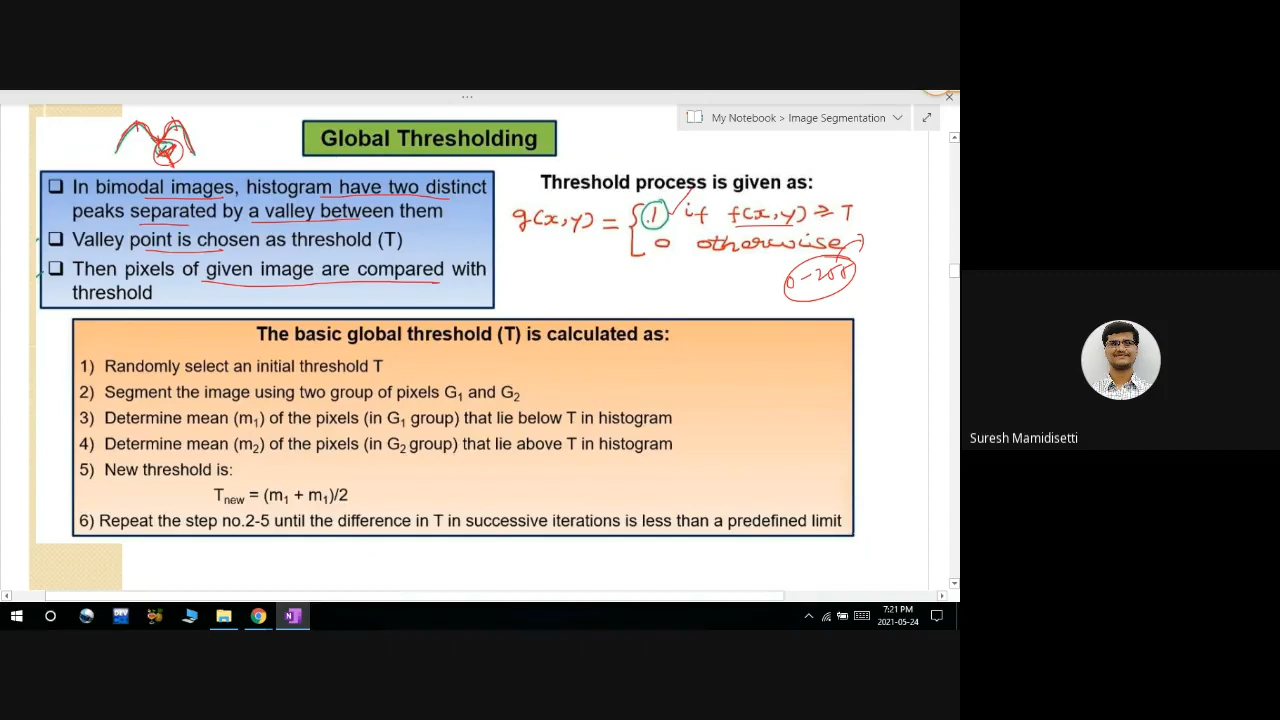 My Notebook > Image Segmentation
Global Thresholding
❑ In bimodal images, histogram have two distinct
peaks separated by a valley between them
❑ Valley point is chosen as threshold (T)
❑ Then pixels of given image are compared with
threshold
Threshold process is given as:
g(x,y) = { 1 if f(x,y) ≥ T
0 otherwise
0-255
The basic global threshold (T) is calculated as:
1) Randomly select an initial threshold T
2) Segment the image using two group of pixels G₁ and G₂
3) Determine mean (m₁) of the pixels (in G₁ group) that lie below T in histogram
4) Determine mean (m₂) of the pixels (in G₂ group) that lie above T in histogram
5) New threshold is:
Tnew = (m₁ + m₁)/2
6) Repeat the step no.2-5 until the difference in T in successive iterations is less than a predefined limit
Suresh Mamidisetti
DEV
7:21 PM
2021-05-24